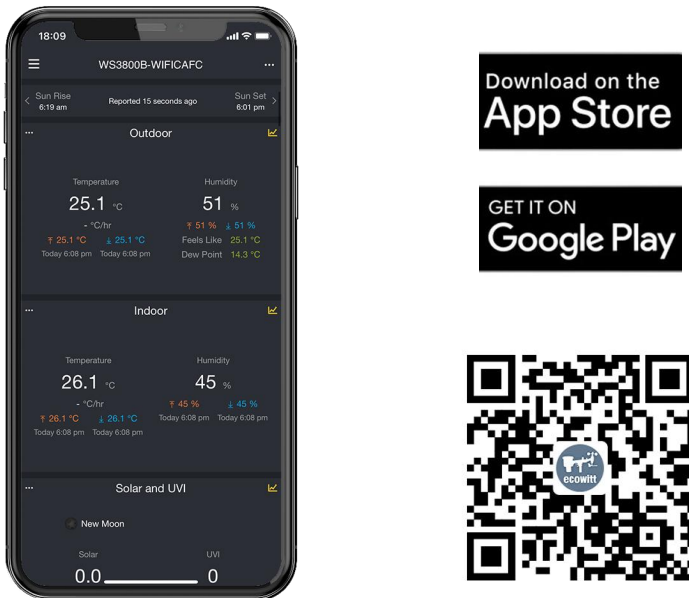 18:09
WS3800B-WIFICAFC
Sun Rise
6:19 am
Reported 15 seconds ago
Sun Set
6:01 pm
Outdoor
Temperature
25.1 °C
- °C/hr
25.1 °C 25.1 °C
Today 6:08 pm Today 6:08 pm
Humidity
51 %
51 % 51 %
Feels Like 25.1 °C
Dew Point 14.3 °C
Indoor
Temperature
26.1 °C
- °C/hr
26.1 °C 26.1 °C
Today 6:08 pm Today 6:08 pm
Humidity
45 %
45 % 45 %
Today 6:08 pm Today 6:08 pm
Solar and UVI
New Moon
Solar
0.0
UVI
0
Download on the
App Store
GET IT ON
Google Play
ecowitt